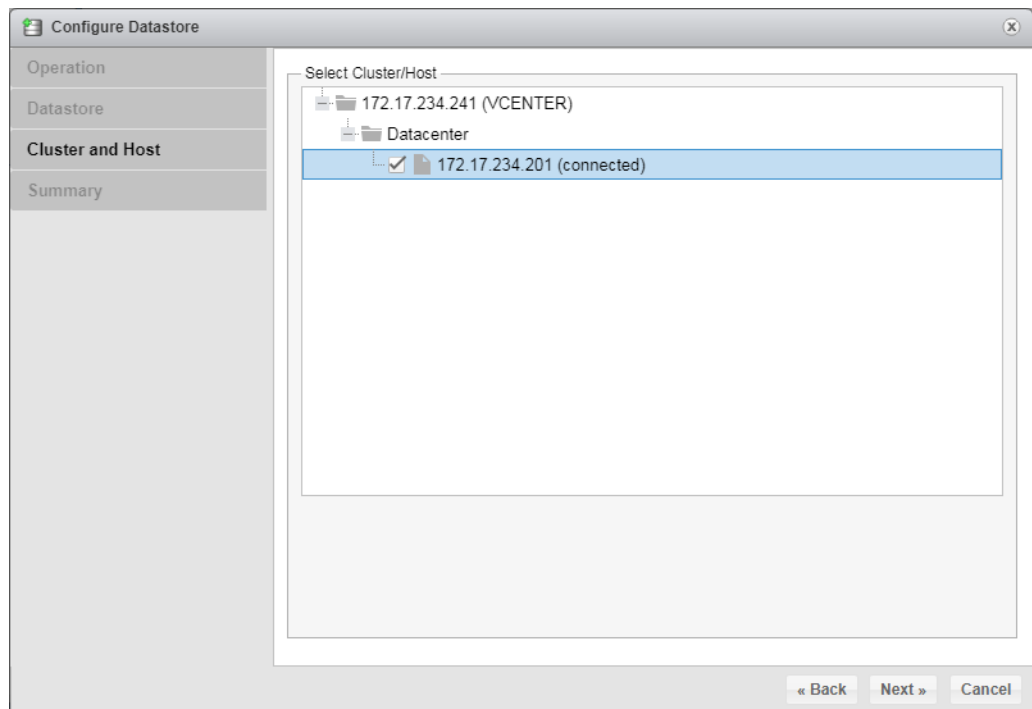 Configure Datastore
Operation
Datastore
Cluster and Host
Summary
Select Cluster/Host
172.17.234.241 (VCENTER)
Datacenter
172.17.234.201 (connected)
« Back Next » Cancel